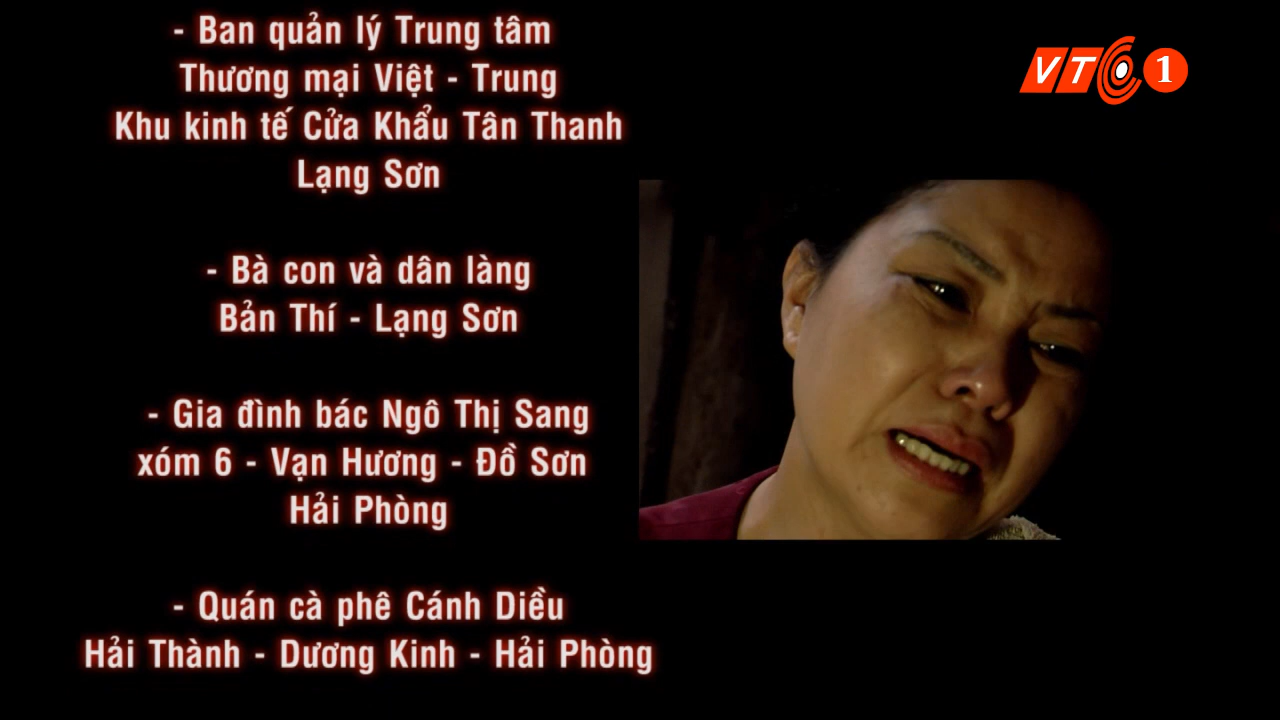 - Ban quản lý Trung tâm
Thương mại Việt - Trung
Khu kinh tế Cửa Khẩu Tân Thanh
Lạng Sơn
- Bà con và dân làng
Bản Thí - Lạng Sơn
- Gia đình bác Ngô Thị Sang
xóm 6 - Vạn Hương - Đồ Sơn
Hải Phòng
- Quán cà phê Cánh Diều
Hải Thành - Dương Kinh - Hải Phòng
VTC 1